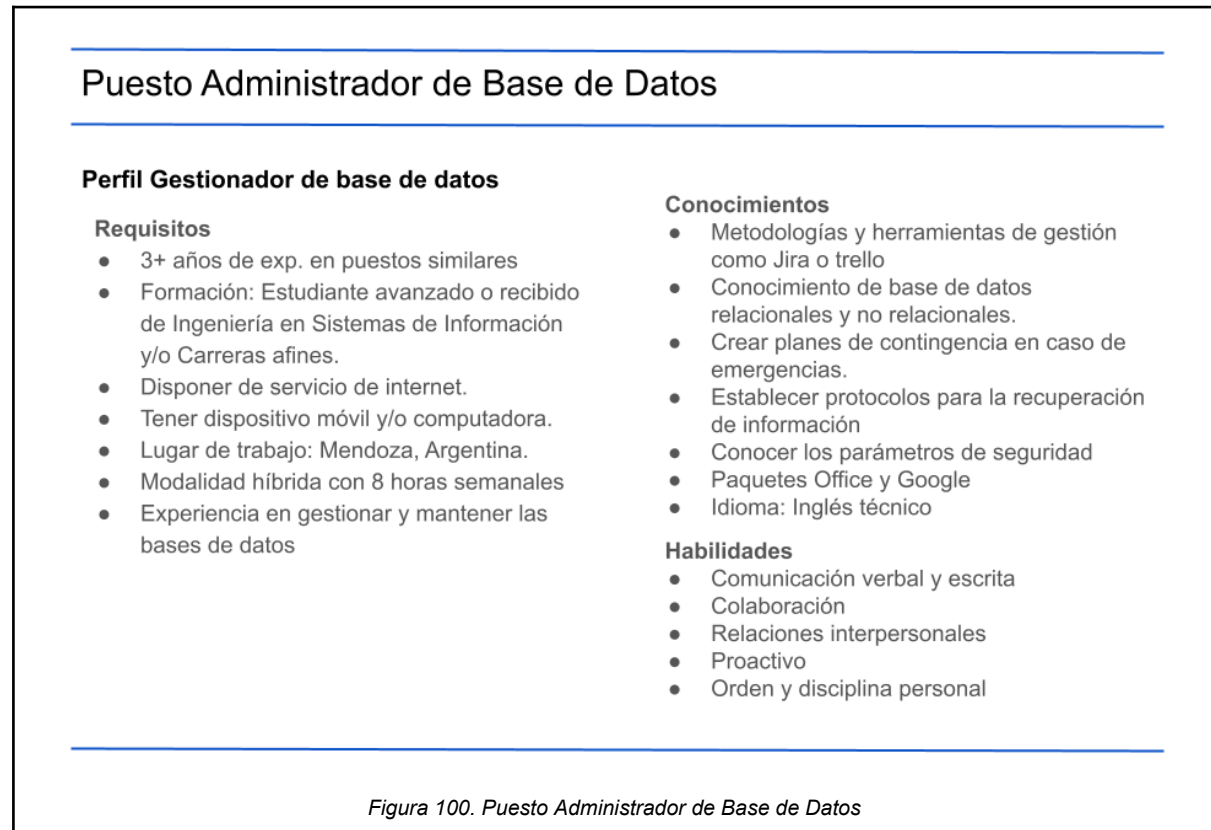 Puesto Administrador de Base de Datos
Perfil Gestionador de base de datos
Requisitos
● 3+ años de exp. en puestos similares
● Formación: Estudiante avanzado o recibido
de Ingeniería en Sistemas de Información
y/o Carreras afines.
● Disponer de servicio de internet.
● Tener dispositivo móvil y/o computadora.
● Lugar de trabajo: Mendoza, Argentina.
● Modalidad híbrida con 8 horas semanales
● Experiencia en gestionar y mantener las
bases de datos
Conocimientos
● Metodologías y herramientas de gestión
como Jira o trello
● Conocimiento de base de datos
relacionales y no relacionales.
● Crear planes de contingencia en caso de
emergencias.
● Establecer protocolos para la recuperación
de información
● Conocer los parámetros de seguridad
● Paquetes Office y Google
● Idioma: Inglés técnico
Habilidades
● Comunicación verbal y escrita
● Colaboración
● Relaciones interpersonales
● Proactivo
● Orden y disciplina personal
Figura 100. Puesto Administrador de Base de Datos